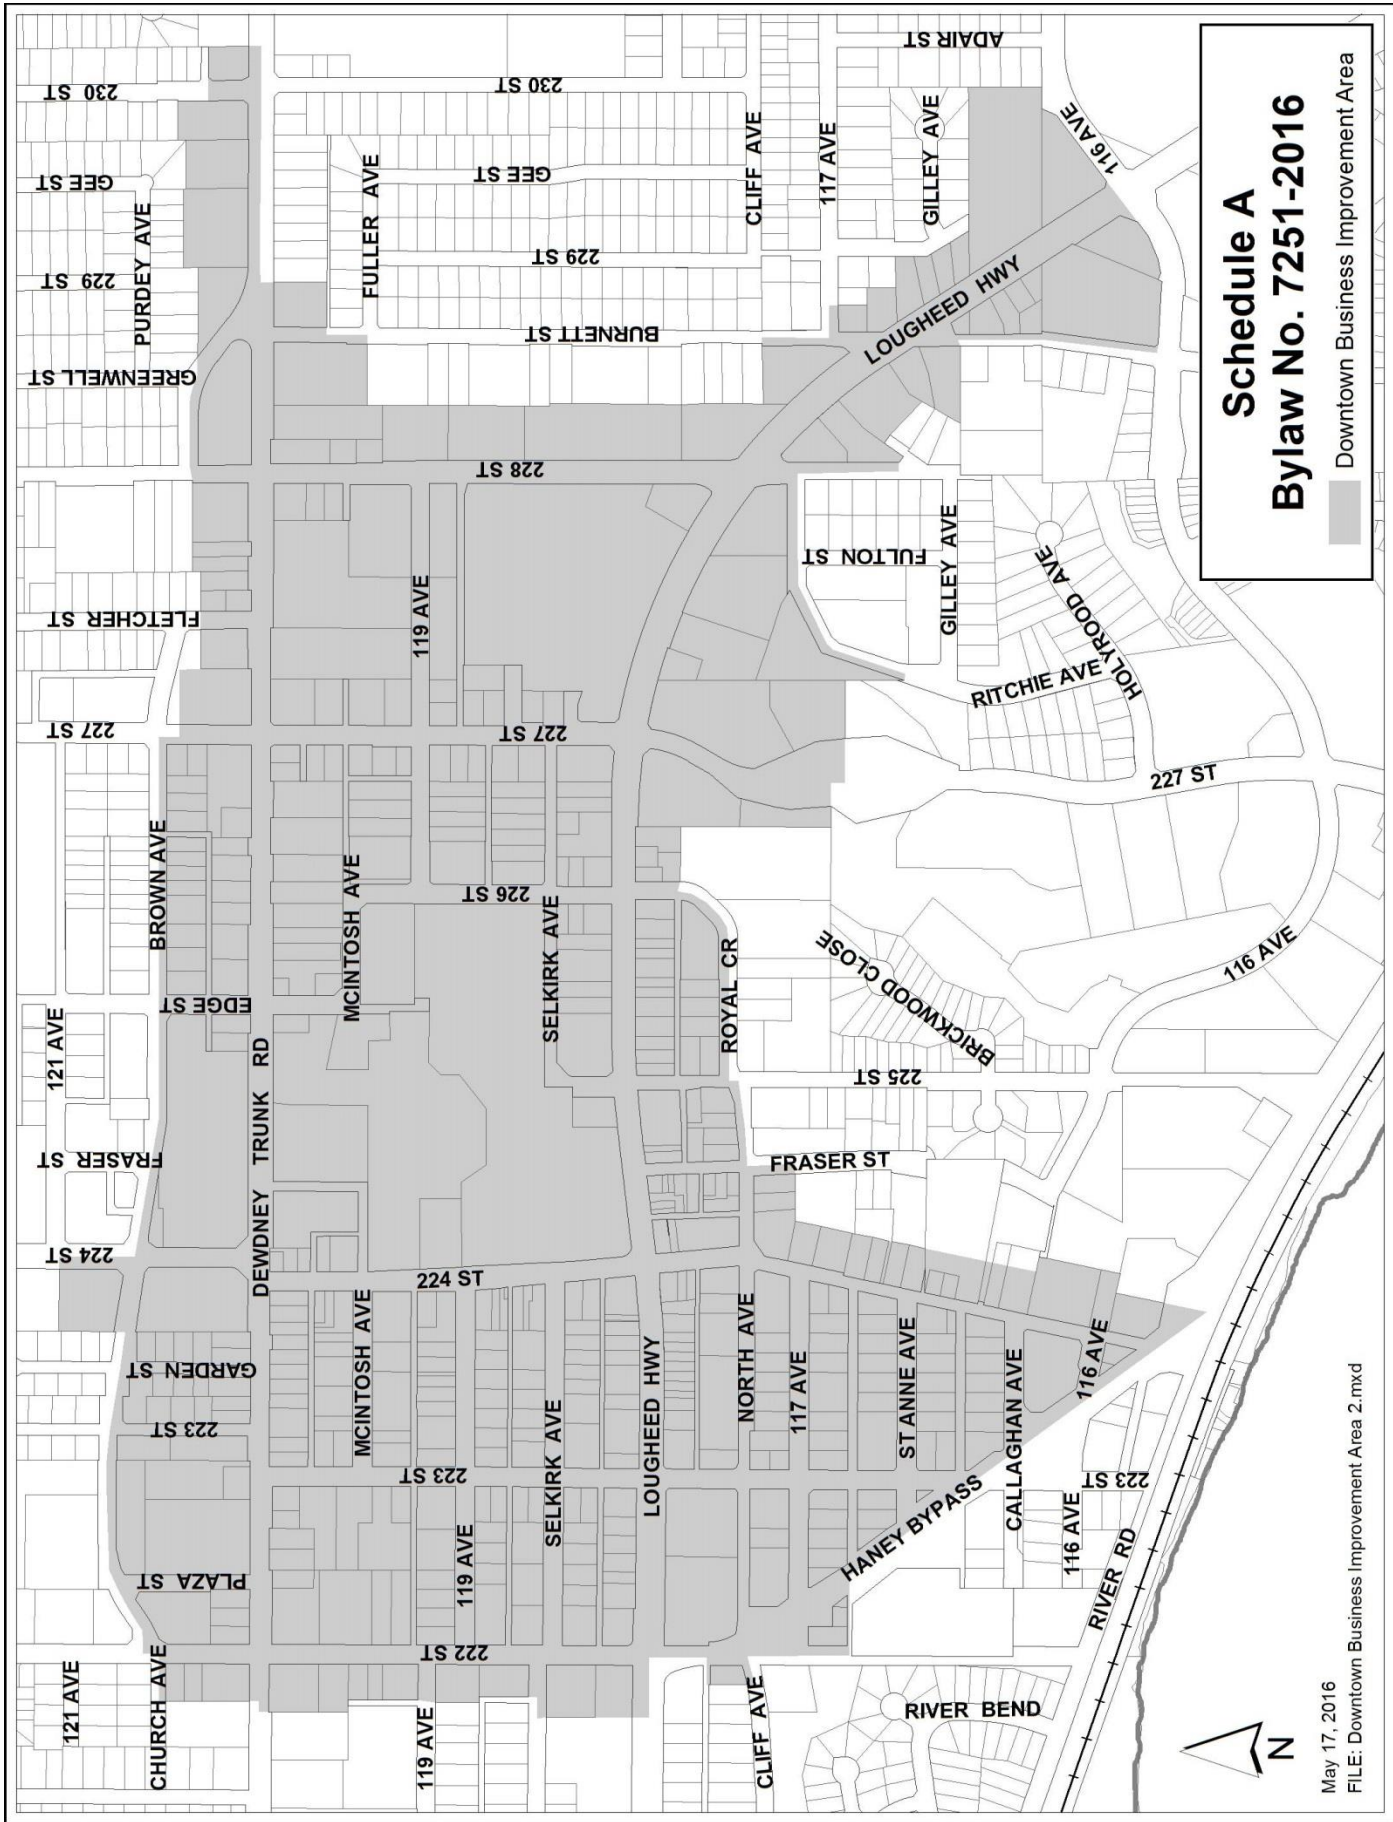 121 AVE
224 ST
FRASER ST
121 AVE
227 ST
229 ST
GEE ST
230 ST
CHURCH AVE
PLAZA ST
223 ST
GARDEN ST
BROWN AVE
EDGE ST
FLETCHER ST
GREENWELL ST
PURDEY AVE
DEWDNEY TRUNK RD
MCINTOSH AVE
MCINTOSH AVE
FULLER AVE
119 AVE
222 ST
119 AVE
223 ST
224 ST
119 AVE
226 ST
227 ST
228 ST
GEE ST
230 ST
SELKIRK AVE
SELKIRK AVE
229 ST
BURNETT ST
LOUGHEED HWY
CLIFF AVE
NORTH AVE
ROYAL CR
CLIFF AVE
117 AVE
FRASER ST
117 AVE
HANEY BYPASS
ST ANNE AVE
225 ST
BRICKWOOD CLOSE
FULTON ST
LOUGHEED HWY
GILLEY AVE
ADAIR ST
RIVER BEND
CALLAGHAN AVE
GILLEY AVE
RITCHIE AVE
HOLYROOD AVE
116 AVE
116 AVE
223 ST
116 AVE
RIVER RD
227 ST
116 AVE
N
Schedule A
Bylaw No. 7251-2016
Downtown Business Improvement Area
May 17, 2016
FILE: Downtown Business Improvement Area 2.mxd